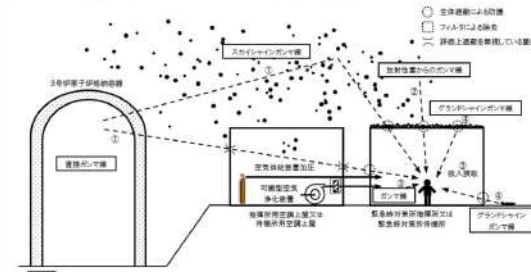 生体遮蔽による防護
フィルタによる除去
評価上遮蔽を無視している箇所
スカイシャインガンマ線
①
放射性雲からのガンマ線
②
3号炉原子炉格納容器
グランドシャインガンマ線
④
①
直接ガンマ線
空気供給装置加圧
③
吸入摂取
③
可搬型空気
浄化装置
ガンマ線
④
指揮所用空調上屋又は
待機所用空調上屋
緊急時対策所指揮所又は
緊急時対策所待機所
グランドシャイン
ガンマ線